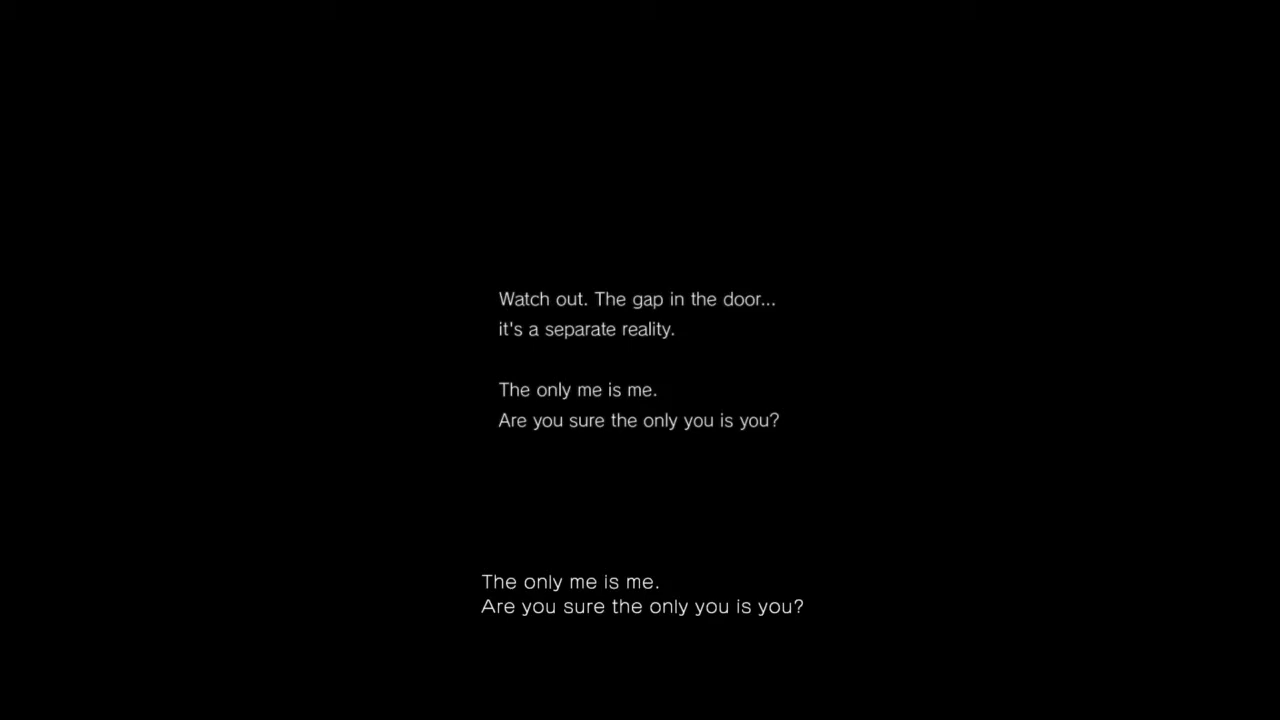 Watch out. The gap in the door...
it's a separate reality.
The only me is me.
Are you sure the only you is you?
The only me is me.
Are you sure the only you is you?